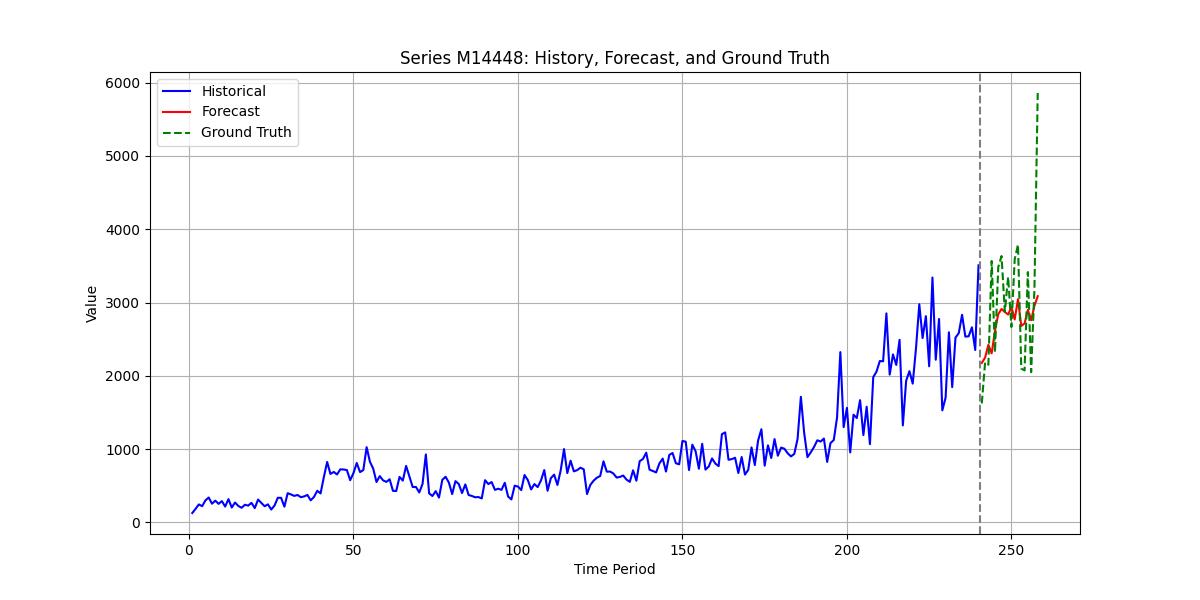 Series M14448: History, Forecast, and Ground Truth
Historical
Forecast
Ground Truth
6000
5000
4000
3000
2000
1000
0
Value
0 50 100 150 200 250
Time Period